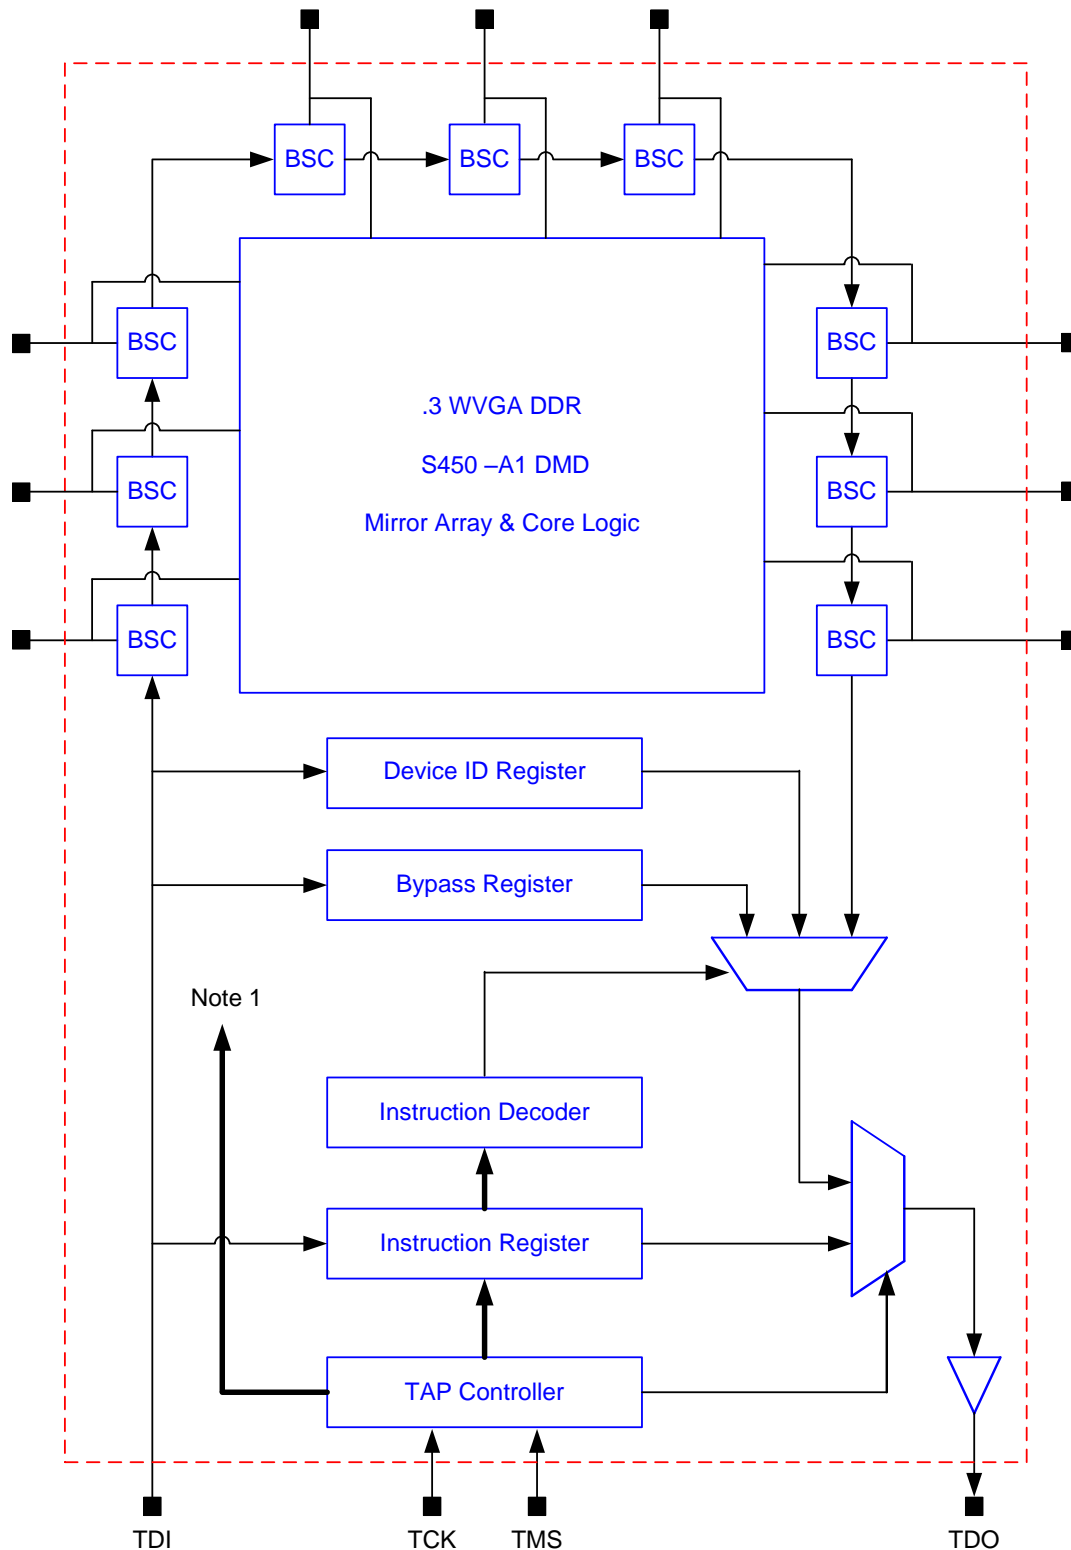 BSC
BSC
BSC
BSC
BSC
.3 WVGA DDR
S450 –A1 DMD
Mirror Array & Core Logic
BSC
BSC
BSC
BSC
Device ID Register
Bypass Register
Note 1
Instruction Decoder
Instruction Register
TAP Controller
TDI
TCK
TMS
TDO